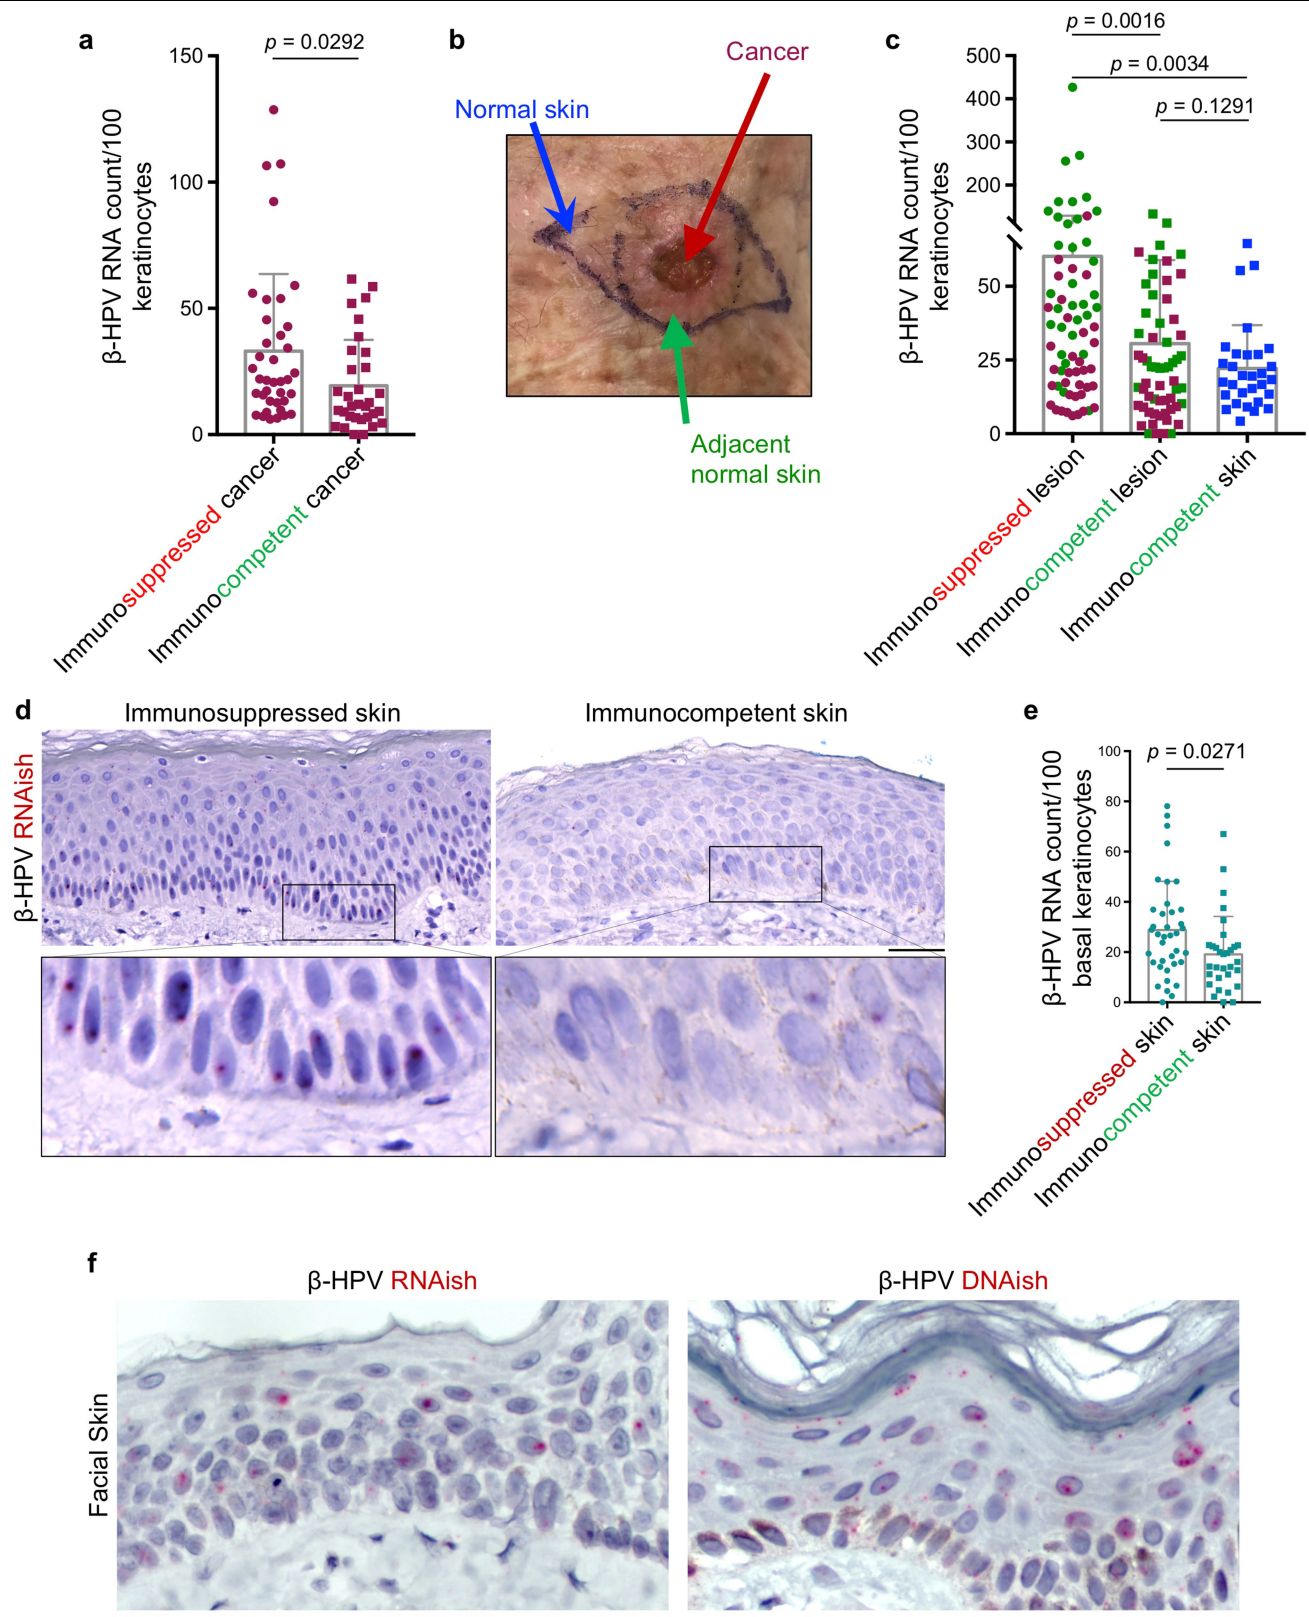 a
p = 0.0292
β-HPV RNA count/100
keratinocytes
150
100
50
0
Immunosuppressed cancer
Immunocompetent cancer
b
Cancer
Normal skin
Adjacent
normal skin
c
p = 0.0016
p = 0.0034
p = 0.1291
β-HPV RNA count/100
keratinocytes
500
400
300
200
50
25
0
Immunosuppressed lesion
Immunocompetent lesion
Immunocompetent skin
d
Immunosuppressed skin
Immunocompetent skin
β-HPV RNAish
e
p = 0.0271
β-HPV RNA count/100
basal keratinocytes
100
80
60
40
20
0
Immunosuppressed skin
Immunocompetent skin
f
β-HPV RNAish
β-HPV DNAish
Facial Skin